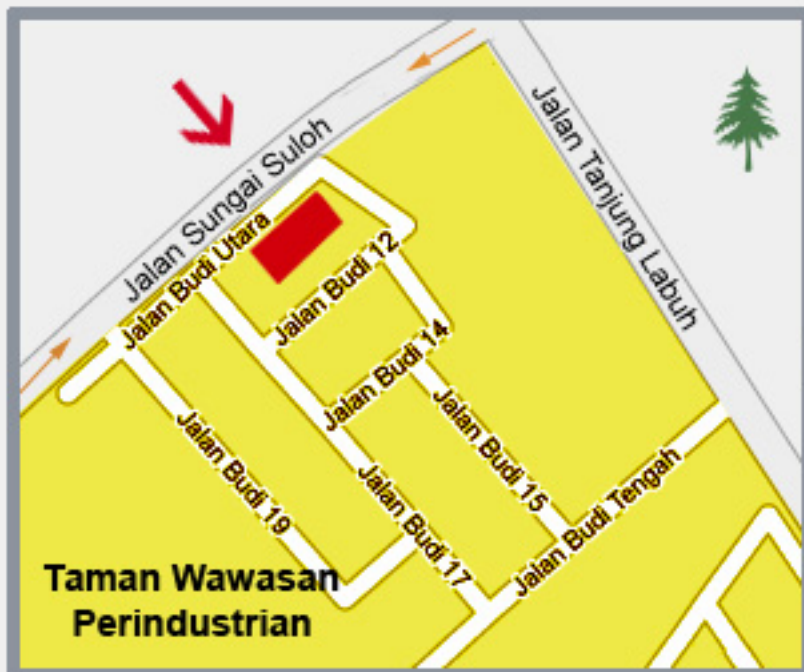 Jalan Sungai Suloh
Jalan Tanjung Labuh
Jalan Budi Utara
Jalan Budi 12
Jalan Budi 14
Jalan Budi 15
Jalan Budi 19
Jalan Budi 17
Jalan Budi Tengah
Taman Wawasan
Perindustrian